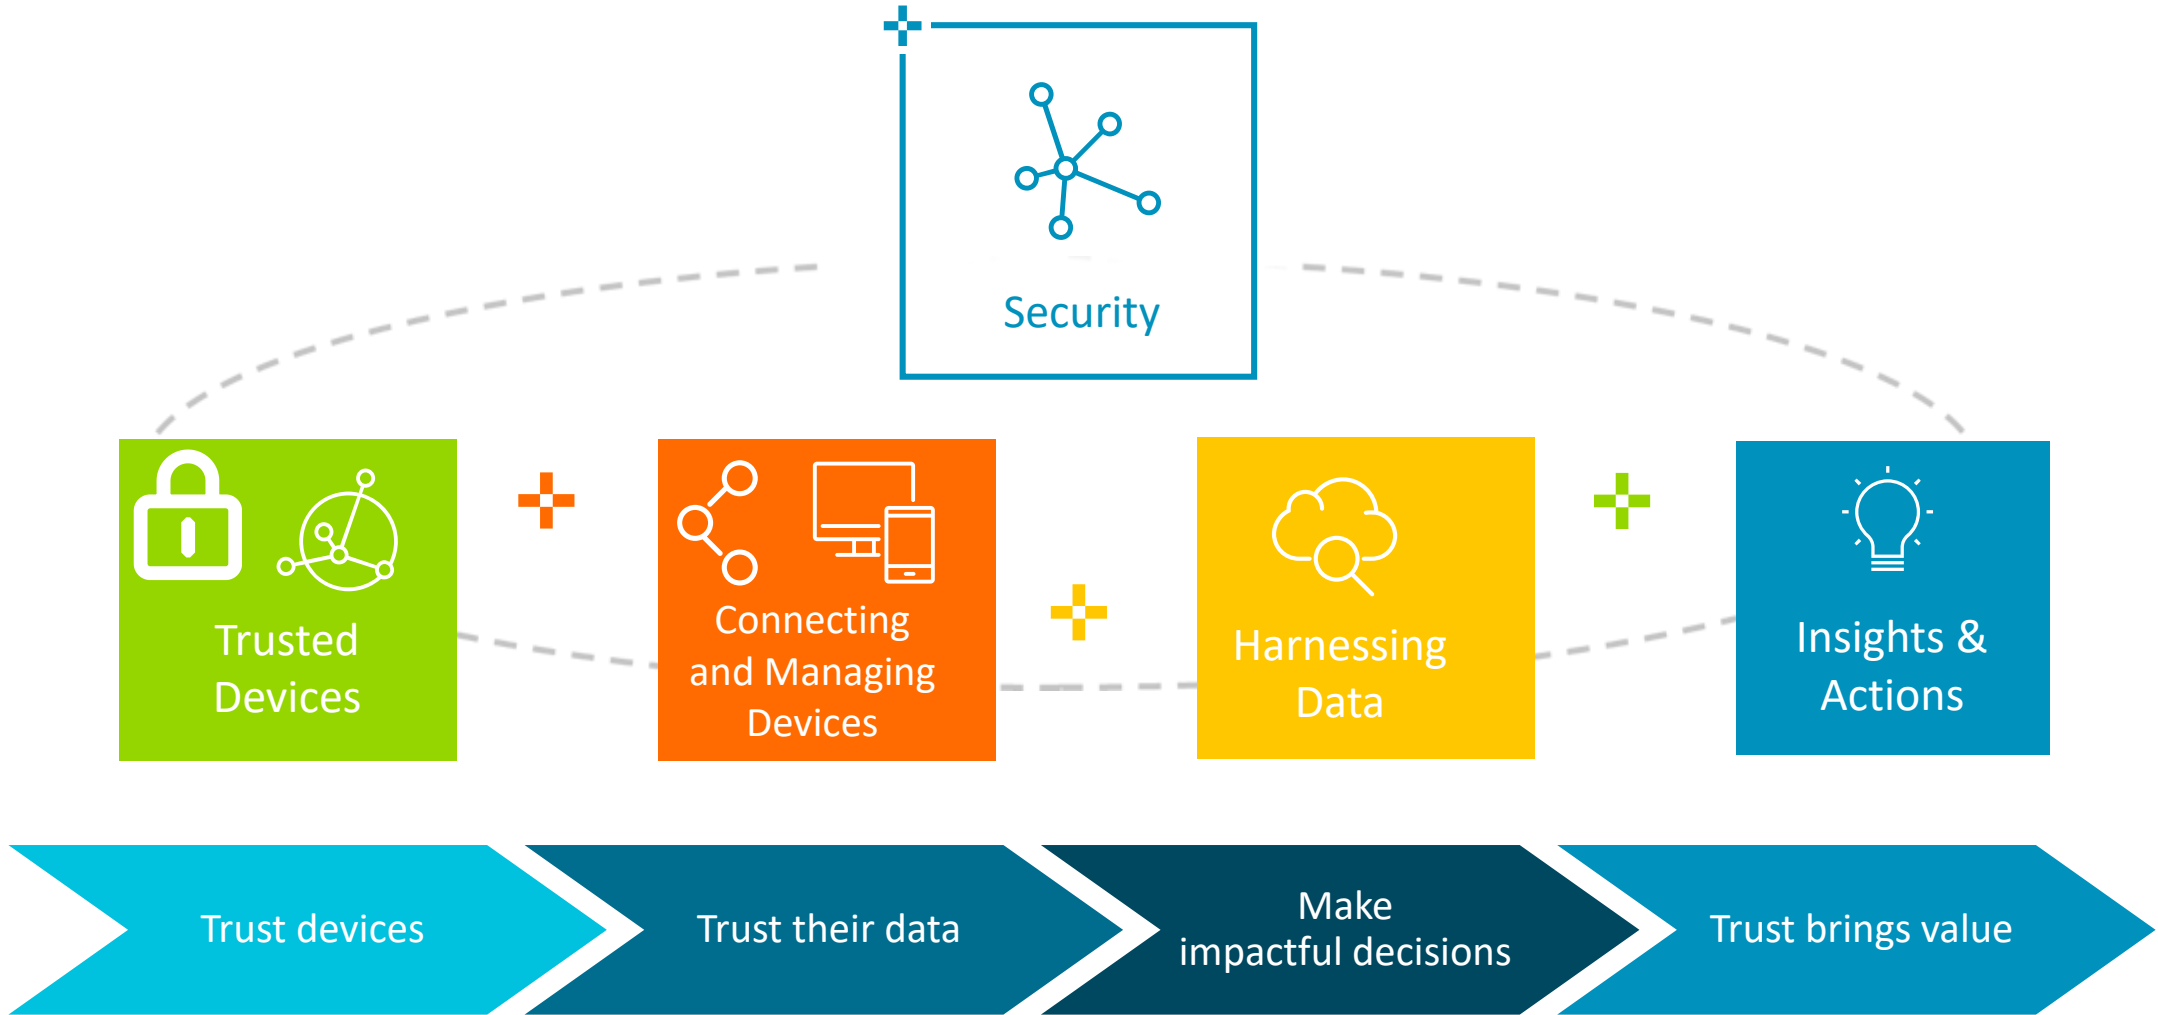 Security
Trusted
Devices
Connecting
and Managing
Devices
Harnessing
Data
Insights &
Actions
Trust devices
Trust their data
Make
impactful decisions
Trust brings value